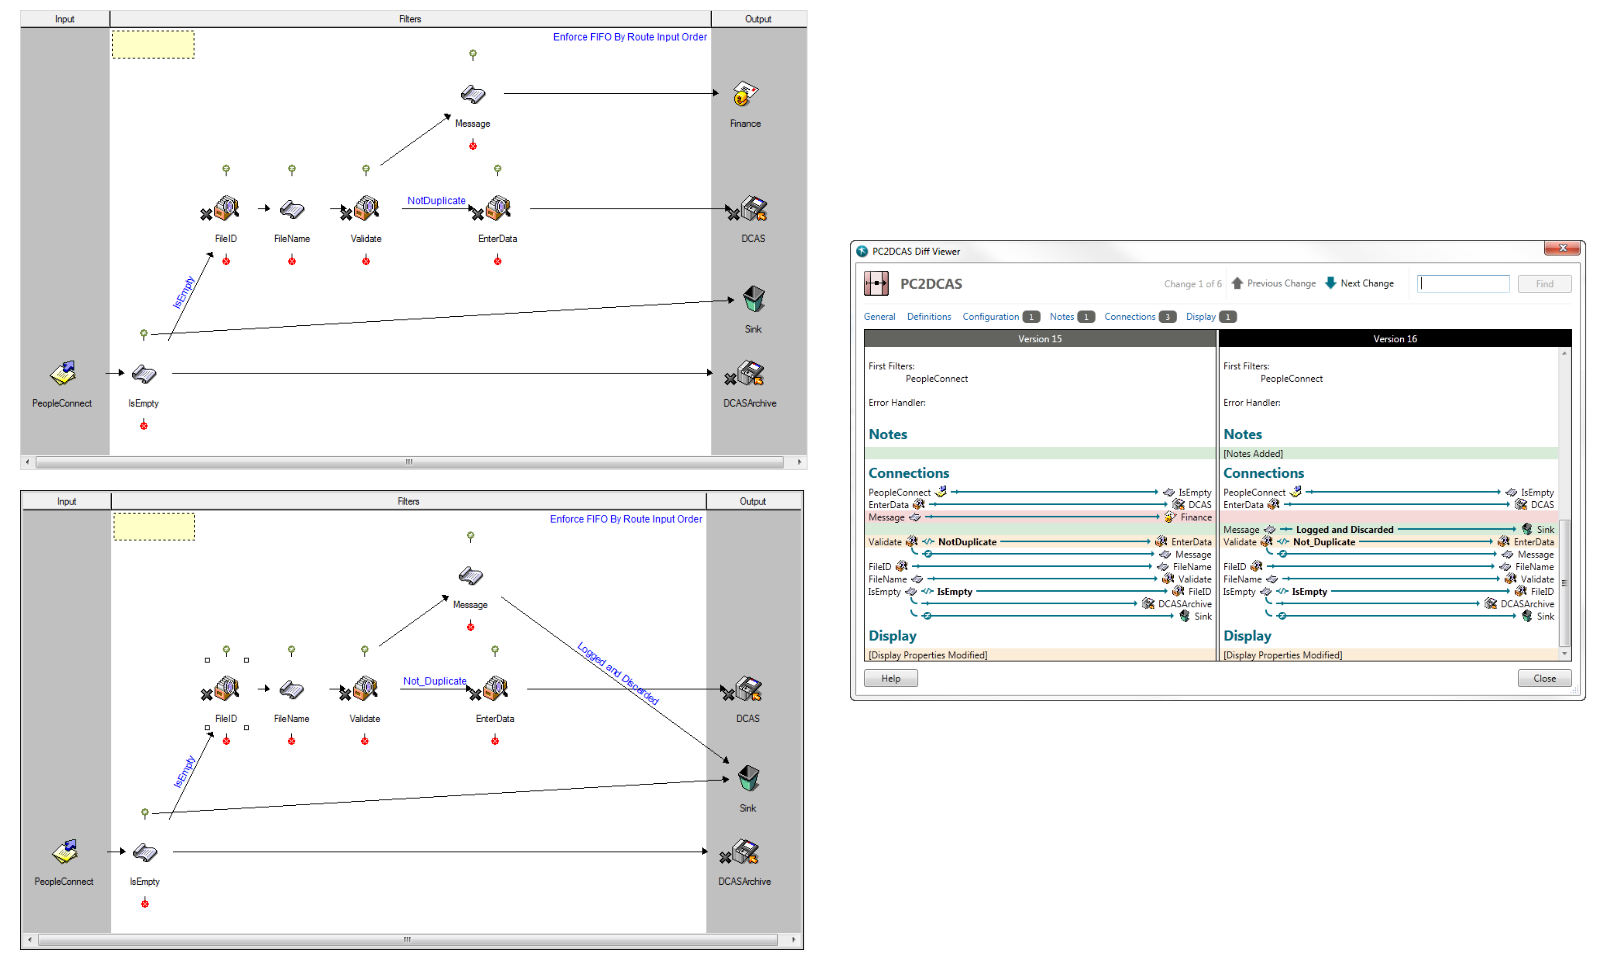 Input Filters Output
Enforce FIFO By Route Input Order
Message
Finance
NotDuplicate
FileID FileName Validate EnterData DCAS
IsEmpty
Sink
PeopleConnect IsEmpty DCASArchive
Input Filters Output
Enforce FIFO By Route Input Order
Message
Logged and Discarded
Not_Duplicate
FileID FileName Validate EnterData DCAS
IsEmpty
Sink
PeopleConnect IsEmpty DCASArchive
PC2DCAS Diff Viewer
PC2DCAS
Change 1 of 6 Previous Change Next Change Find
General Definitions Configuration 1 Notes 1 Connections 3 Display 1
Version 15
First Filters:
PeopleConnect
Error Handler:
Notes
Connections
PeopleConnect IsEmpty
EnterData DCAS
Message Finance
Validate NotDuplicate EnterData
Message
FileID FileName
FileName Validate
IsEmpty IsEmpty FileID
DCASArchive
Sink
Display
[Display Properties Modified]
Version 16
First Filters:
PeopleConnect
Error Handler:
Notes
[Notes Added]
Connections
PeopleConnect IsEmpty
EnterData DCAS
Message Logged and Discarded Sink
Validate Not_Duplicate EnterData
Message
FileID FileName
FileName Validate
IsEmpty IsEmpty FileID
DCASArchive
Sink
Display
[Display Properties Modified]
Help Close